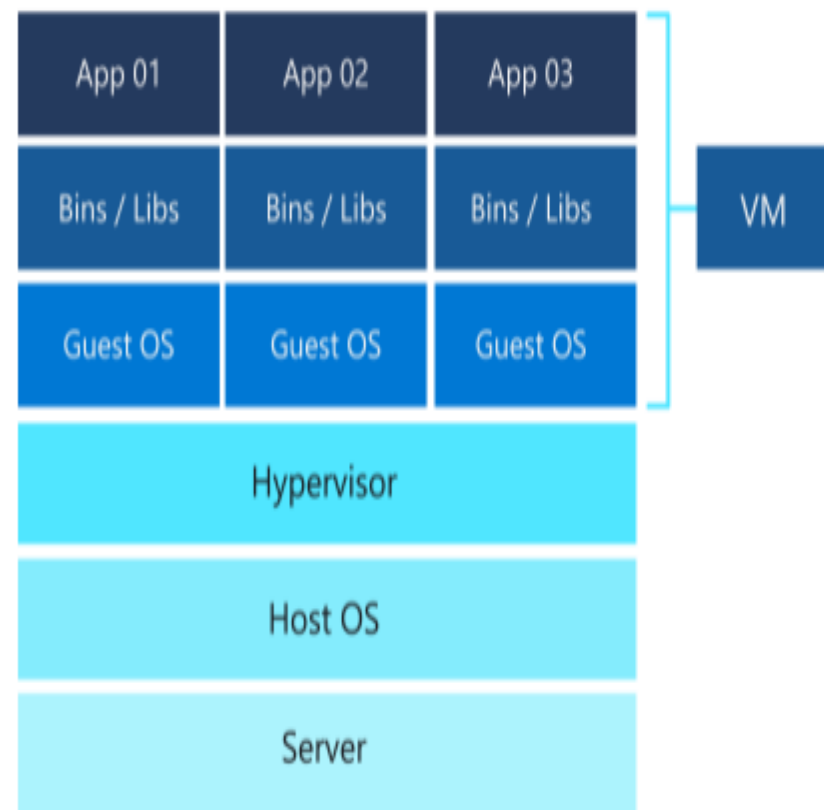 App 01 App 02 App 03
Bins / Libs Bins / Libs Bins / Libs VM
Guest OS Guest OS Guest OS
Hypervisor
Host OS
Server